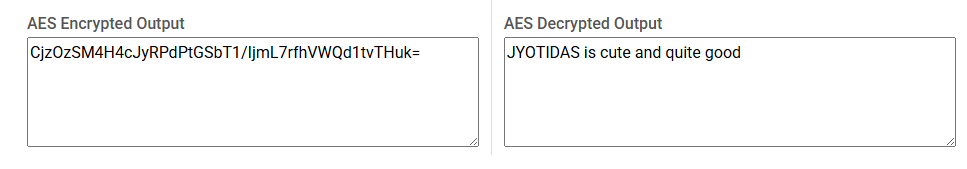 AES Encrypted Output
AES Decrypted Output
CjzOzSM4H4cJyRPdPtGSbT1/IjmL7rfhVWQd1tvTHuk=
JYOTIDAS is cute and quite good